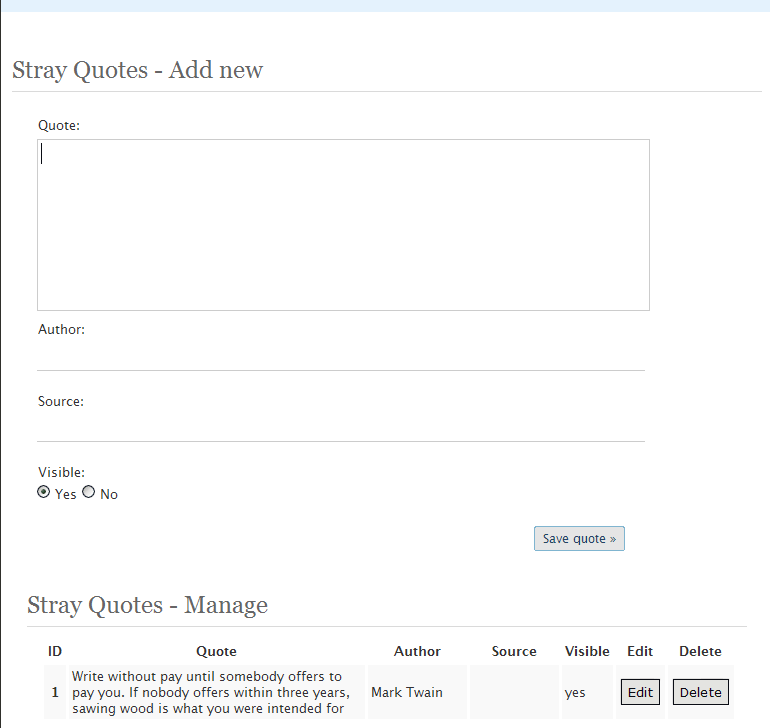 Stray Quotes - Add new
Quote:
Author:
Source:
Visible:
Yes No
Save quote »
Stray Quotes - Manage
ID Quote Author Source Visible Edit Delete
1 Write without pay until somebody offers to pay you. If nobody offers within three years, sawing wood is what you were intended for Mark Twain yes Edit Delete